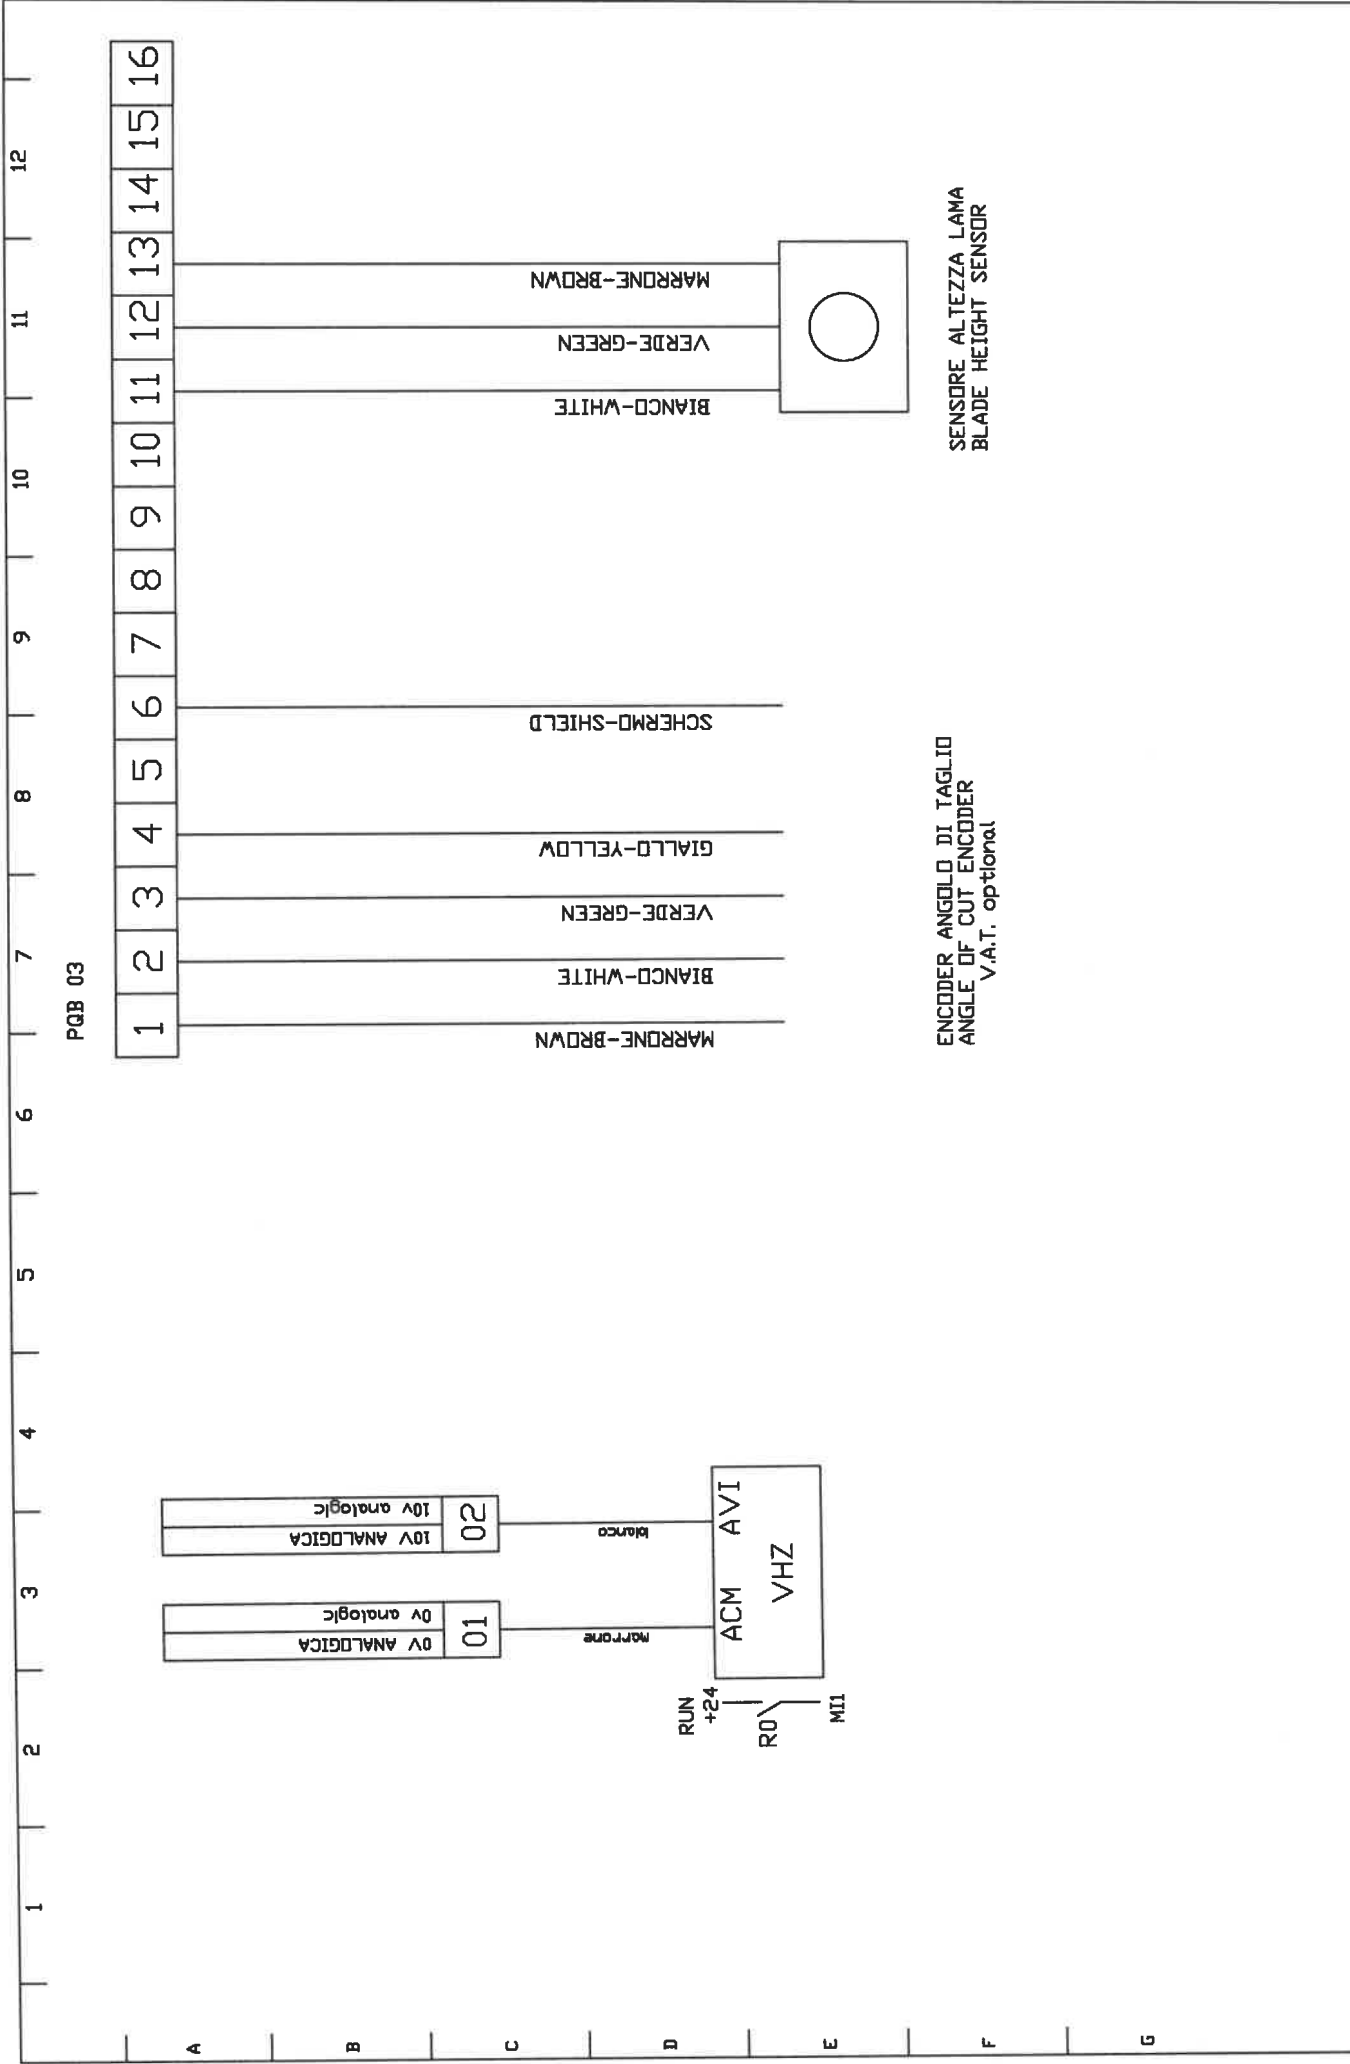 1 2 3 4 5 6 7 8 9 10 11 12
A
B
C
D
E
F
G
0V ANALOGICA
0v analogic
01
marrone
10V ANALOGICA
10v analogic
02
bianco
ACM AVI
VHZ
RUN
+24
RO
MI1
PQB 03
1 2 3 4 5 6 7 8 9 10 11 12 13 14 15 16
MARRONE-BROWN
BIANCO-WHITE
VERDE-GREEN
GIALLO-YELLOW
SCHERMO-SHIELD
BIANCO-WHITE
VERDE-GREEN
MARRONE-BROWN
ENCODER ANGOLO DI TAGLIO
ANGLE OF CUT ENCODER
V.A.T. optional
SENSORE ALTEZZA LAMA
BLADE HEIGHT SENSOR